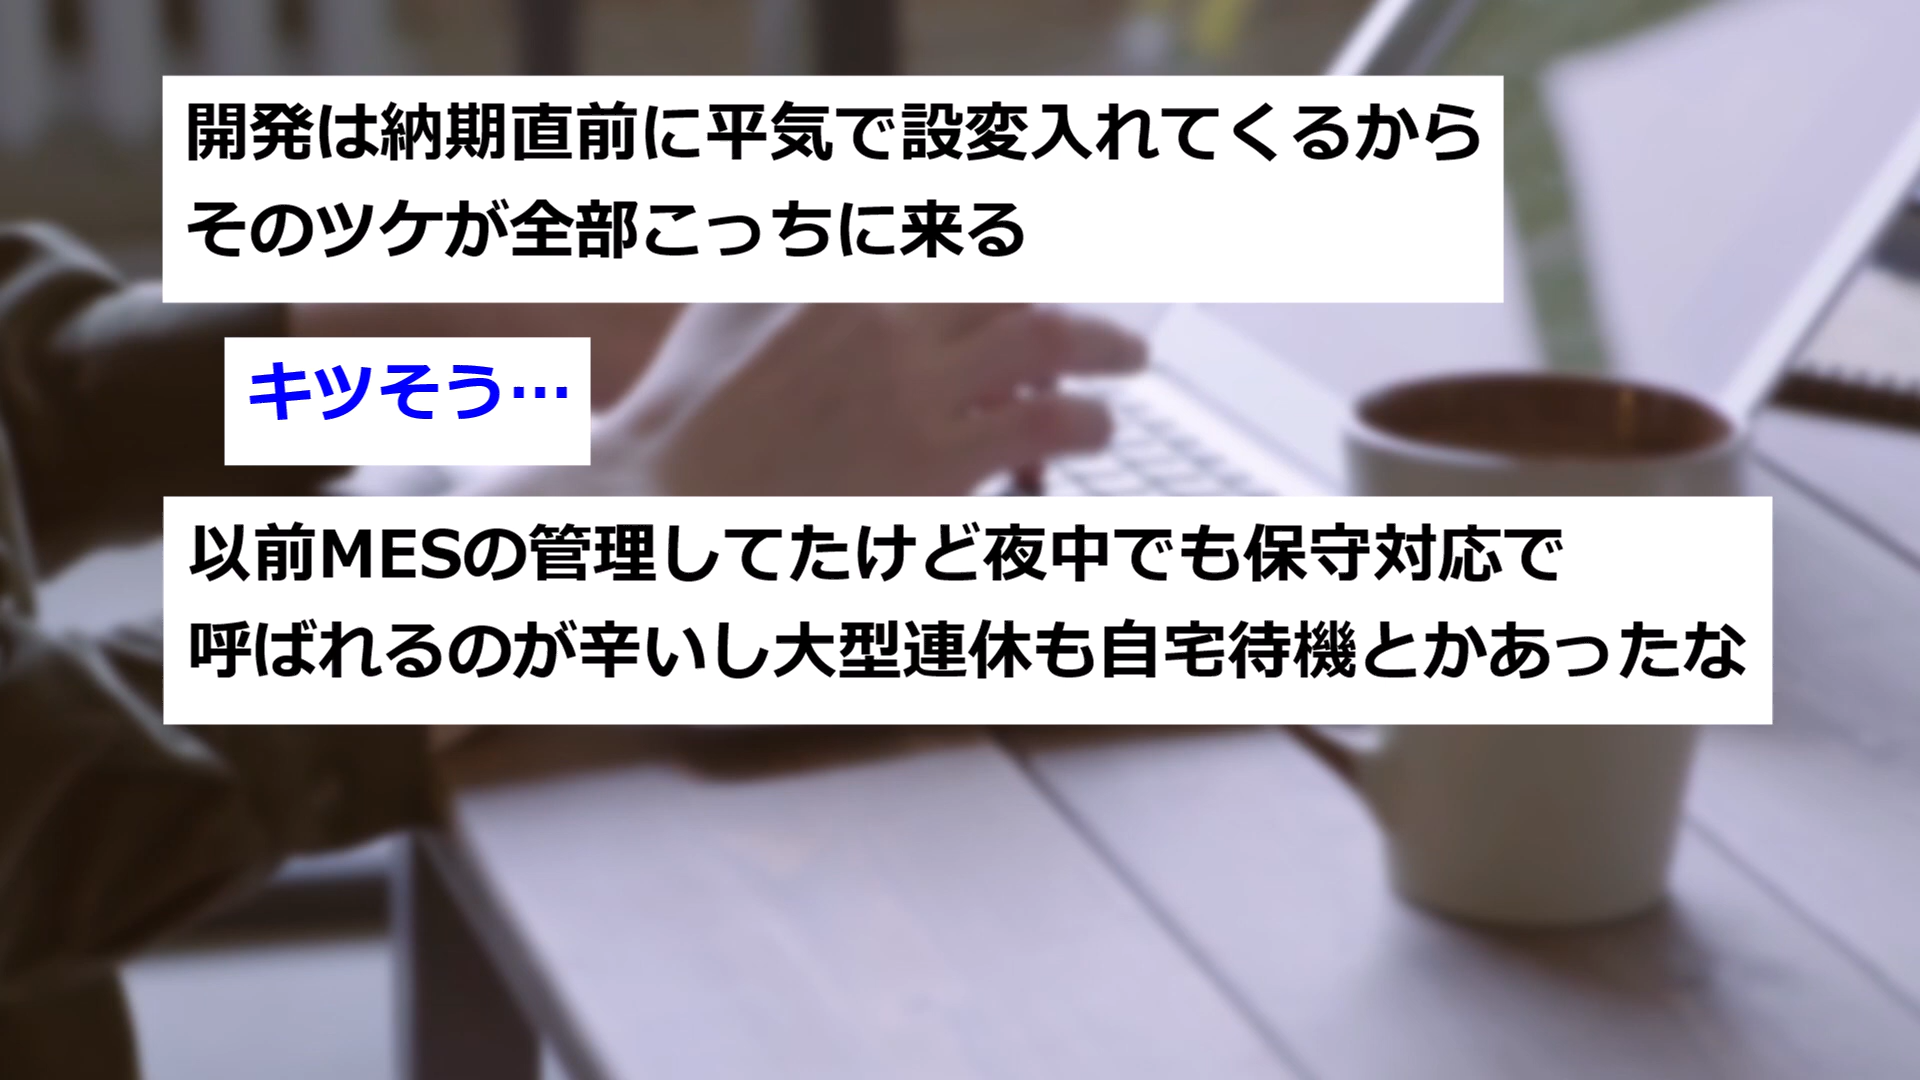 開発は納期直前に平気で設変入れてくるから
そのツケが全部こっちに来る
キツそう…
以前MESの管理してたけど夜中でも保守対応で
呼ばれるのが辛いし大型連休も自宅待機とかあったな